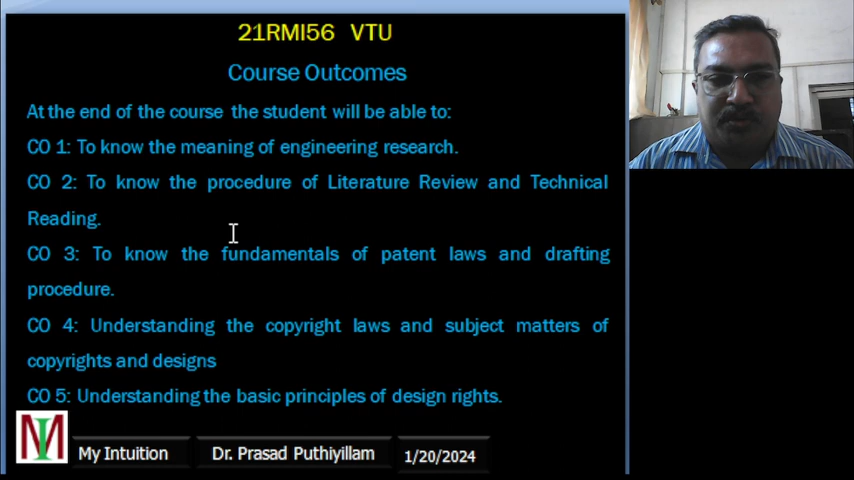 21RMI56 VTU
Course Outcomes
At the end of the course the student will be able to:
CO 1: To know the meaning of engineering research.
CO 2: To know the procedure of Literature Review and Technical
Reading.
CO 3: To know the fundamentals of patent laws and drafting
procedure.
CO 4: Understanding the copyright laws and subject matters of
copyrights and designs
CO 5: Understanding the basic principles of design rights.
MI
My Intuition
Dr. Prasad Puthiyillam
1/20/2024